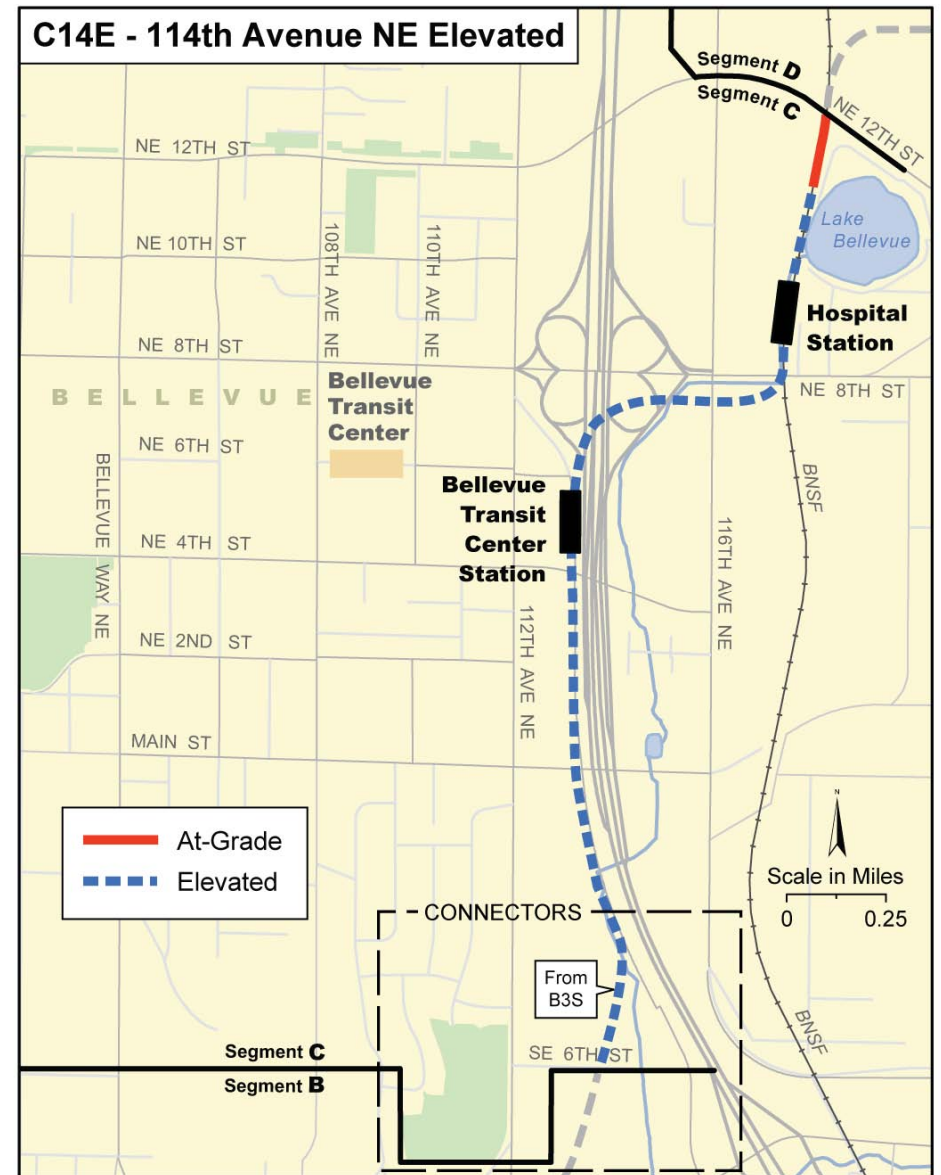 C14E - 114th Avenue NE Elevated
Segment D
Segment C
NE 12TH ST
NE 12TH ST
Lake
Bellevue
NE 10TH ST
108TH AVE NE
110TH AVE NE
Hospital
Station
NE 8TH ST
NE 8TH ST
BELLEVUE
Bellevue
Transit
Center
NE 6TH ST
BELLEVUE WAY NE
Bellevue
Transit
Center
Station
BNSF
NE 4TH ST
116TH AVE NE
112TH AVE NE
NE 2ND ST
MAIN ST
At-Grade
Elevated
N
Scale in Miles
0 0.25
CONNECTORS
From
B3S
BNSF
Segment C
Segment B
SE 6TH ST